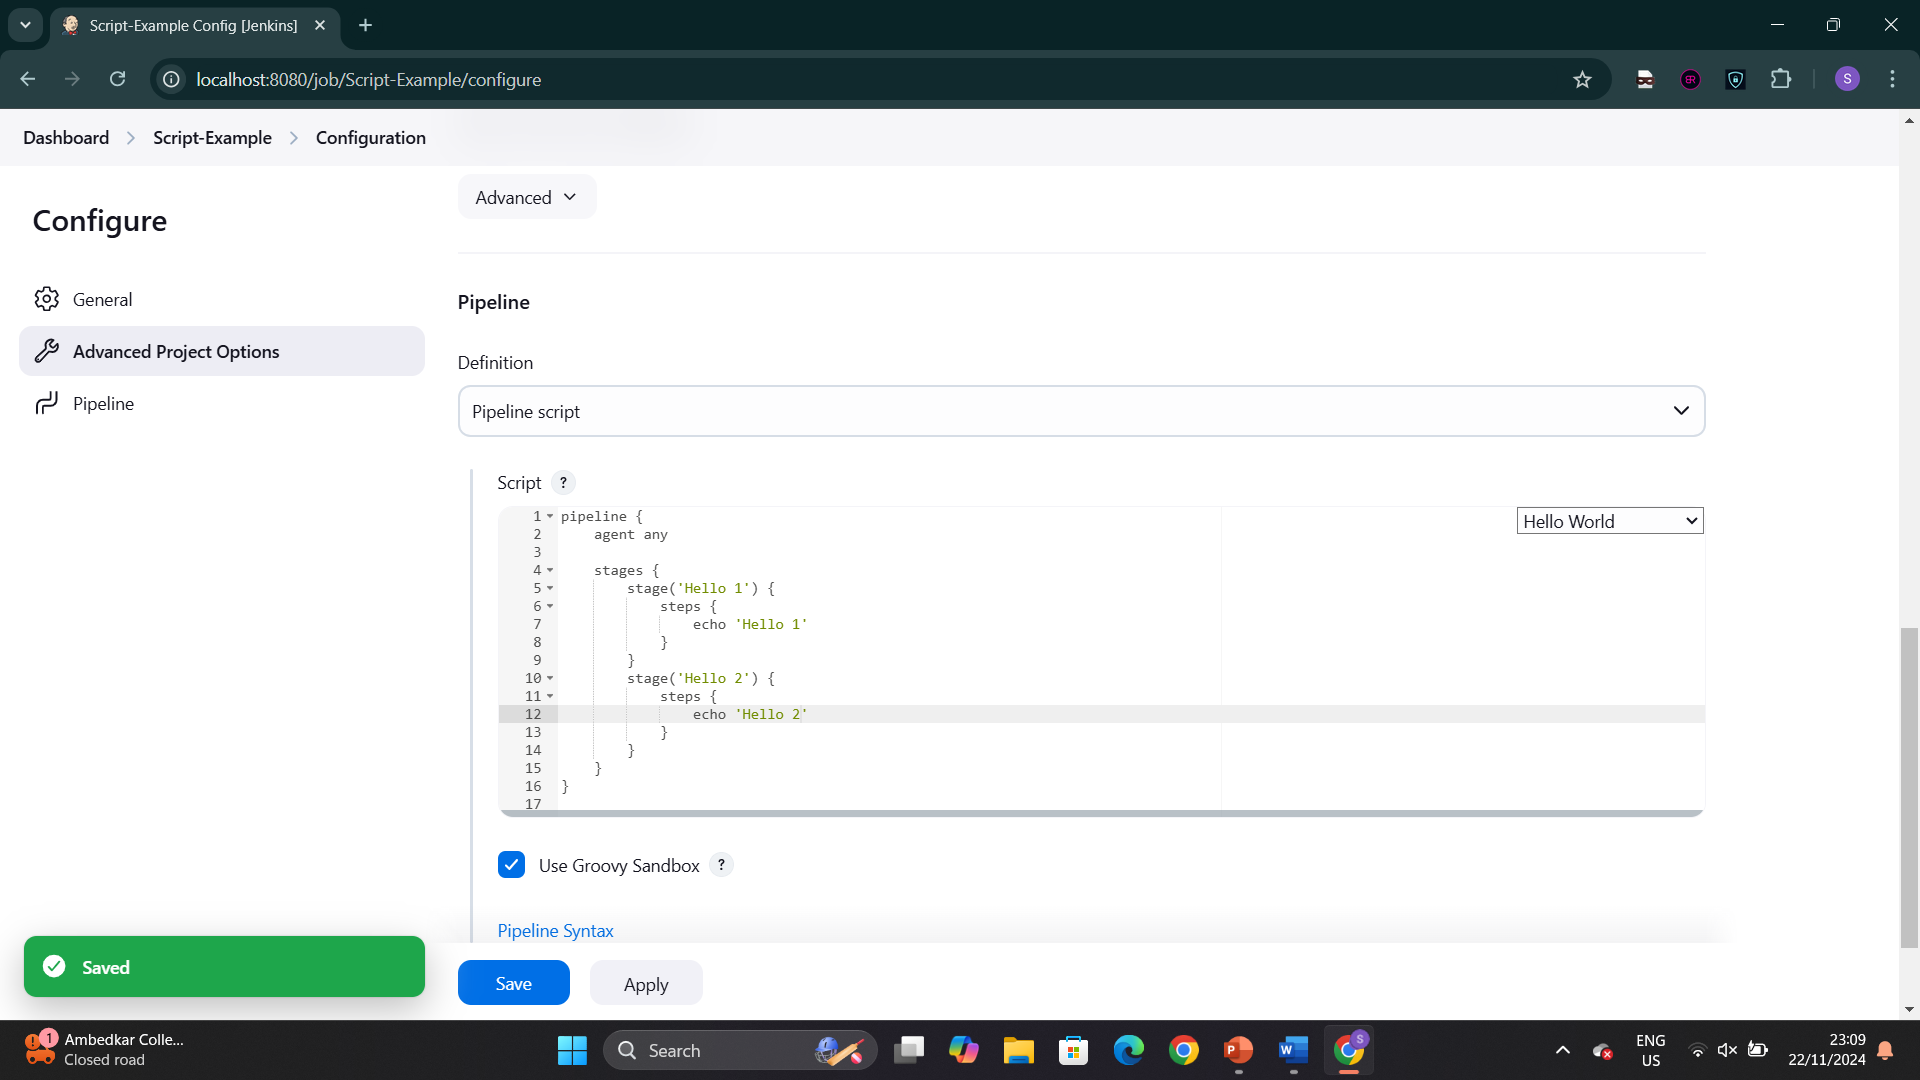 Script-Example Config [Jenkins]
localhost:8080/job/Script-Example/configure
BR
S
Dashboard
Script-Example
Configuration
Configure
General
Advanced Project Options
Pipeline
Advanced
Pipeline
Definition
Pipeline script
Script ?
Hello World
1 pipeline {
2     agent any
3
4     stages {
5         stage('Hello 1') {
6             steps {
7                 echo 'Hello 1'
8             }
9         }
10         stage('Hello 2') {
11             steps {
12                 echo 'Hello 2'
13             }
14         }
15     }
16 }
17
Use Groovy Sandbox ?
Pipeline Syntax
Saved
Save
Apply
1
Ambedkar Colle...
Closed road
Search
P
W
S
ENG
US
23:09
22/11/2024